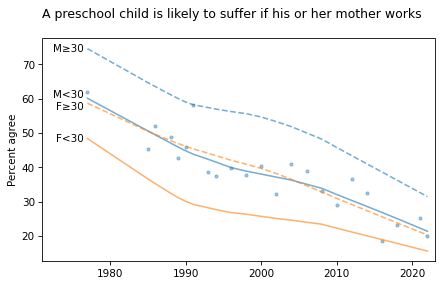 A preschool child is likely to suffer if his or her mother works
M≥30
M<30
F≥30
F<30
Percent agree
70
60
50
40
30
20
1980
1990
2000
2010
2020